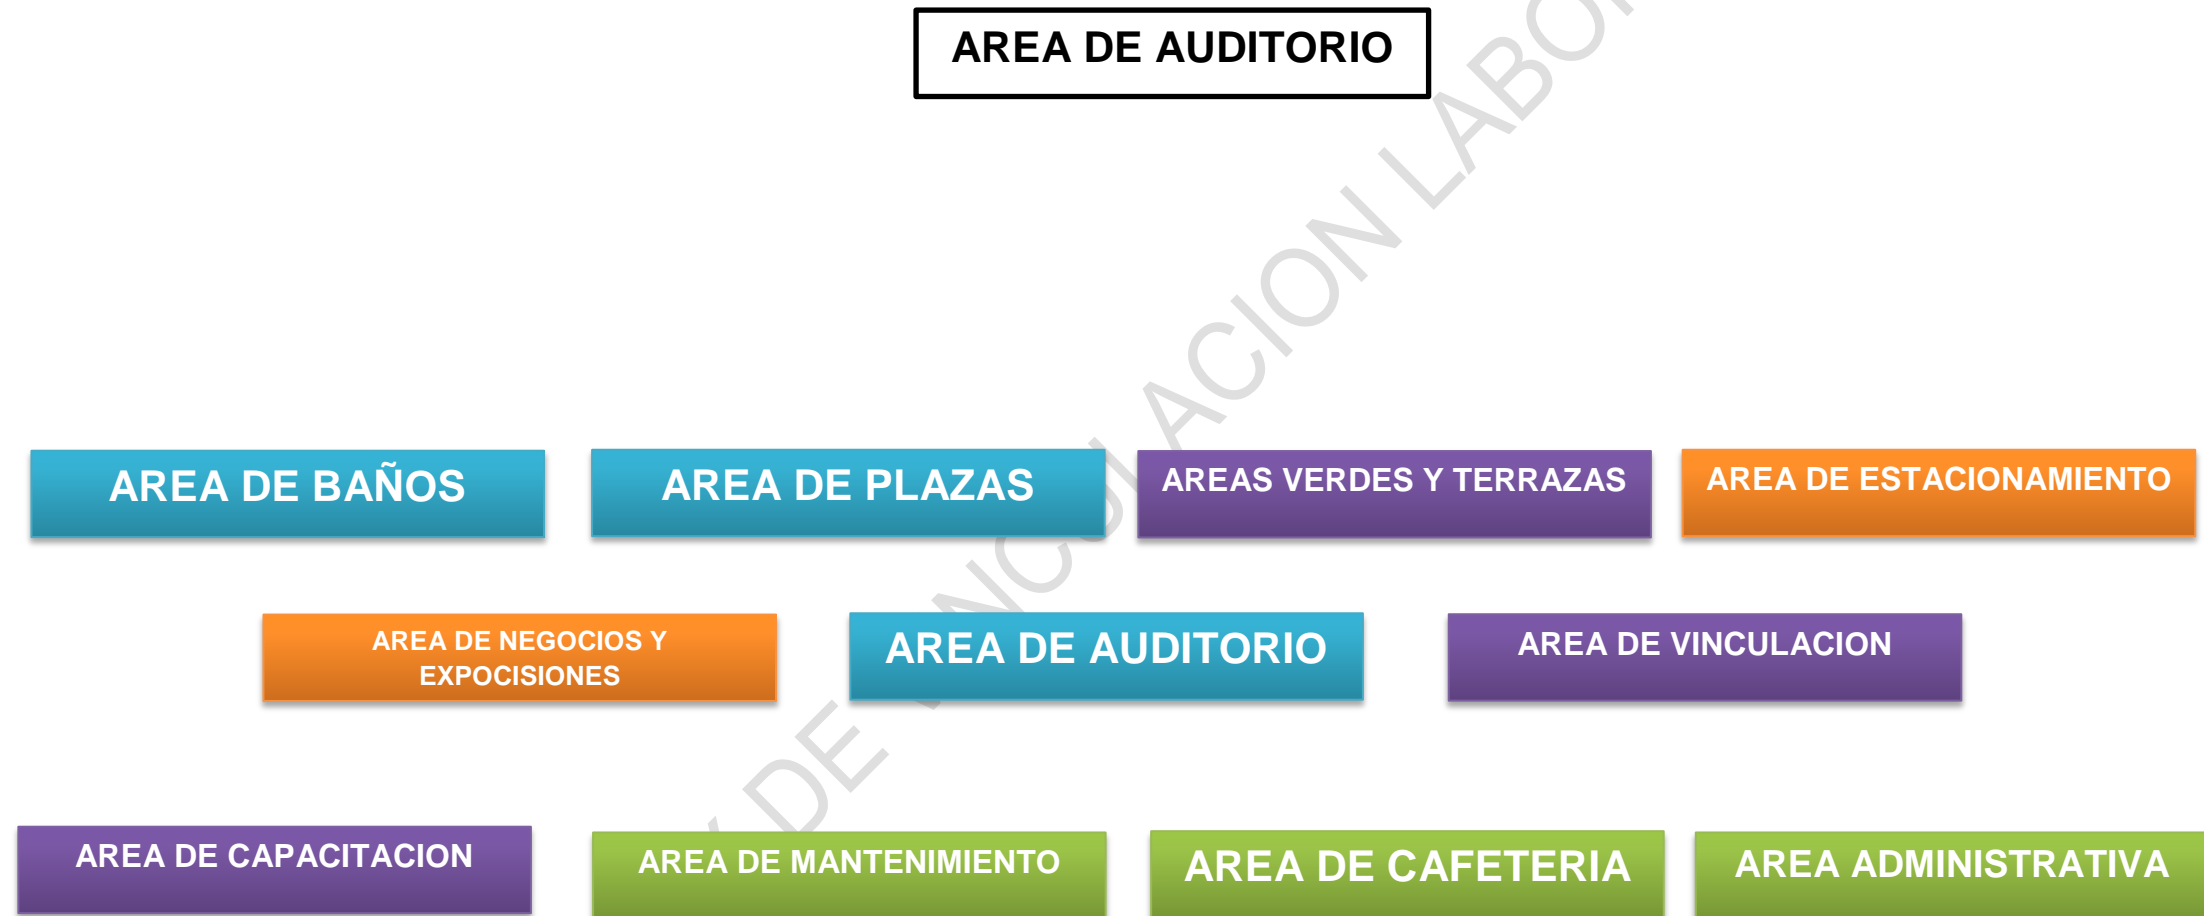 AREA DE AUDITORIO
AREA DE BAÑOS
AREA DE PLAZAS
AREAS VERDES Y TERRAZAS
AREA DE ESTACIONAMIENTO
AREA DE NEGOCIOS Y
EXPOCISIONES
AREA DE AUDITORIO
AREA DE VINCULACION
AREA DE CAPACITACION
AREA DE MANTENIMIENTO
AREA DE CAFETERIA
AREA ADMINISTRATIVA
DE